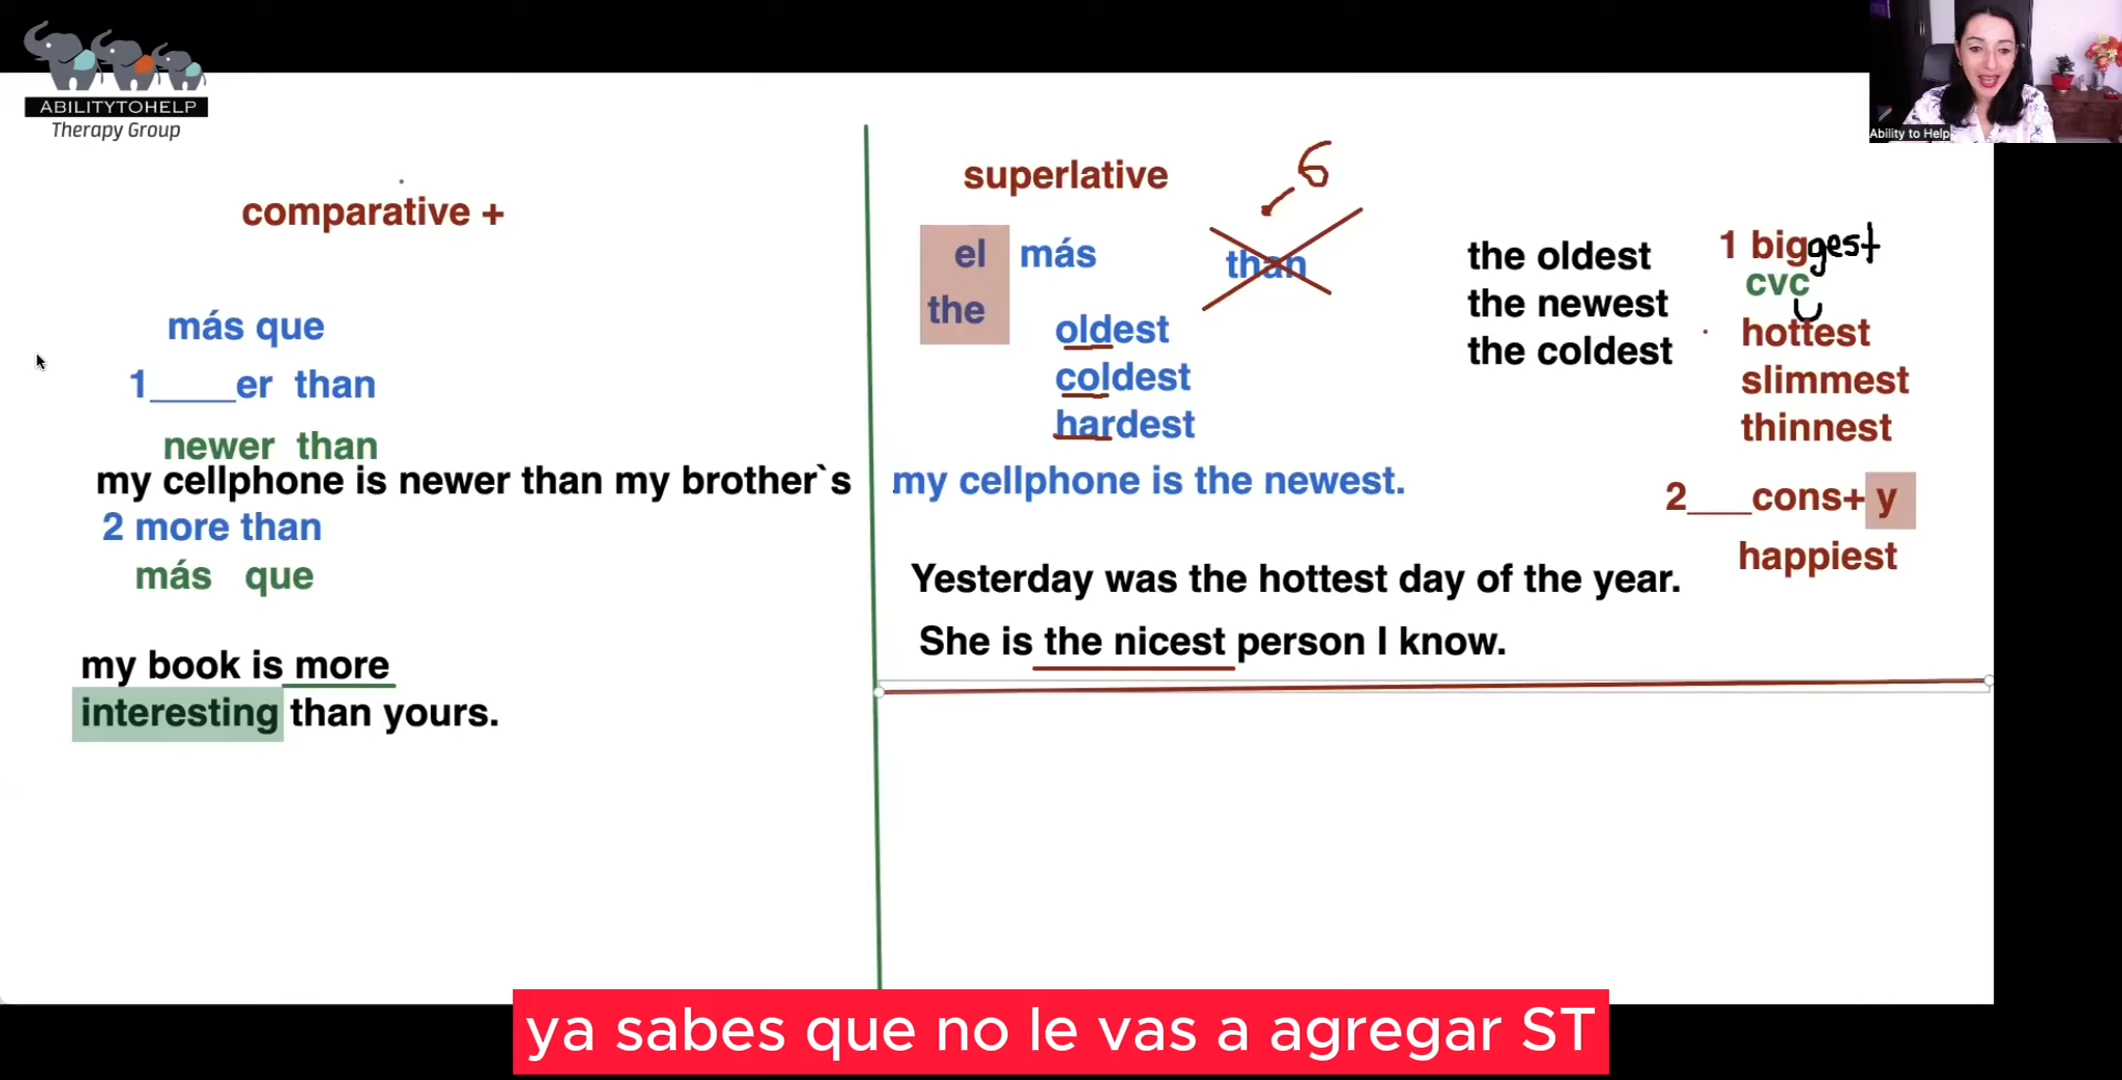 ABILITYTOHELP
Therapy Group
Ability to Help
comparative +
más que
1____er than
newer than
my cellphone is newer than my brother`s
2 more than
más que
my book is more
interesting than yours.
superlative
6
el más
the
than
oldest
coldest
hardest
my cellphone is the newest.
the oldest
the newest
the coldest
1 biggest
cvc
hottest
slimmest
thinnest
2___cons+ y
happiest
Yesterday was the hottest day of the year.
She is the nicest person I know.
ya sabes que no le vas a agregar ST